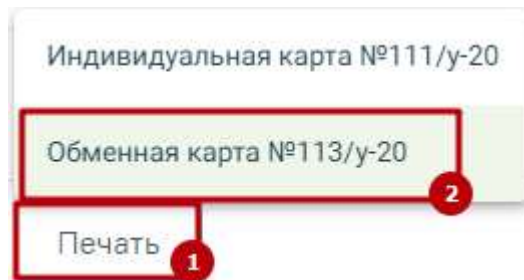 Индивидуальная карта №111/у-20
Обменная карта №113/у-20
2
Печать
1